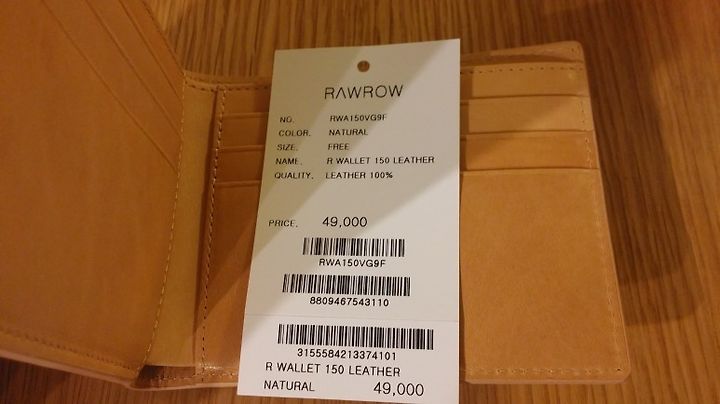 RAWROW
NO. RWA150VG9F
COLOR. NATURAL
SIZE. FREE
NAME. R WALLET 150 LEATHER
QUALITY. LEATHER 100%
PRICE. 49,000
RWA150VG9F
8809467543110
3155584213374101
R WALLET 150 LEATHER
NATURAL 49,000